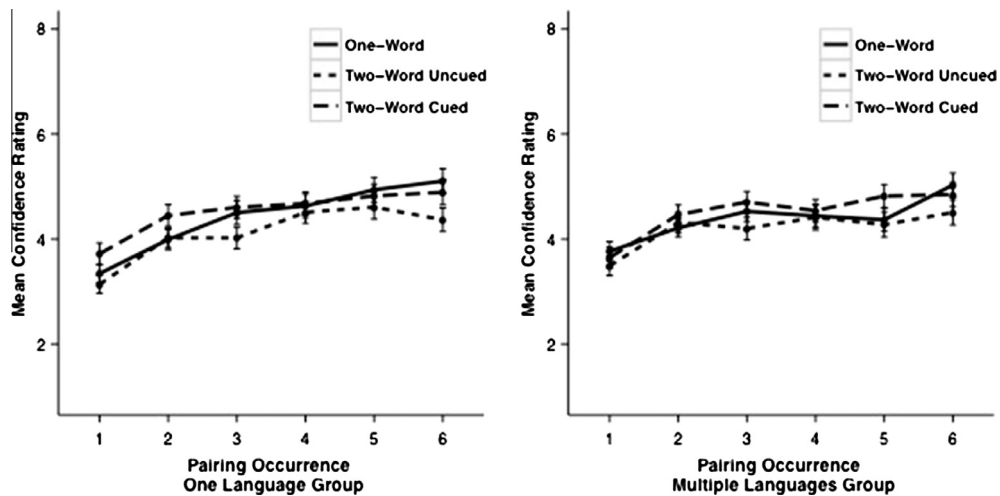 Mean Confidence Rating
8
6
4
2
One-Word
Two-Word Uncued
Two-Word Cued
1 2 3 4 5 6
Pairing Occurrence
One Language Group
Mean Confidence Rating
8
6
4
2
One-Word
Two-Word Uncued
Two-Word Cued
1 2 3 4 5 6
Pairing Occurrence
Multiple Languages Group